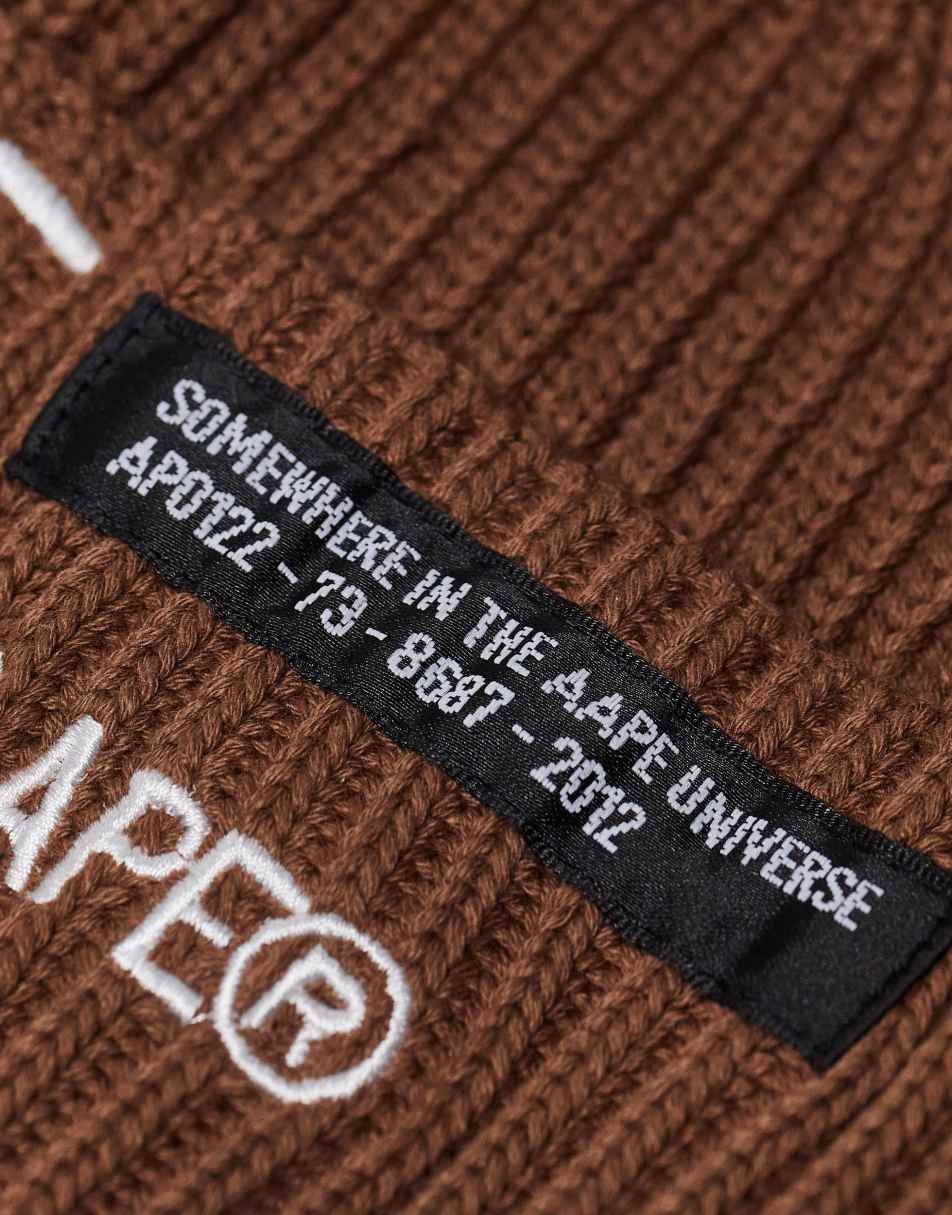 SOMEWHERE IN THE AAPE UNIVERSE
AP0122 - 73 - 8687 - 2012
APE®